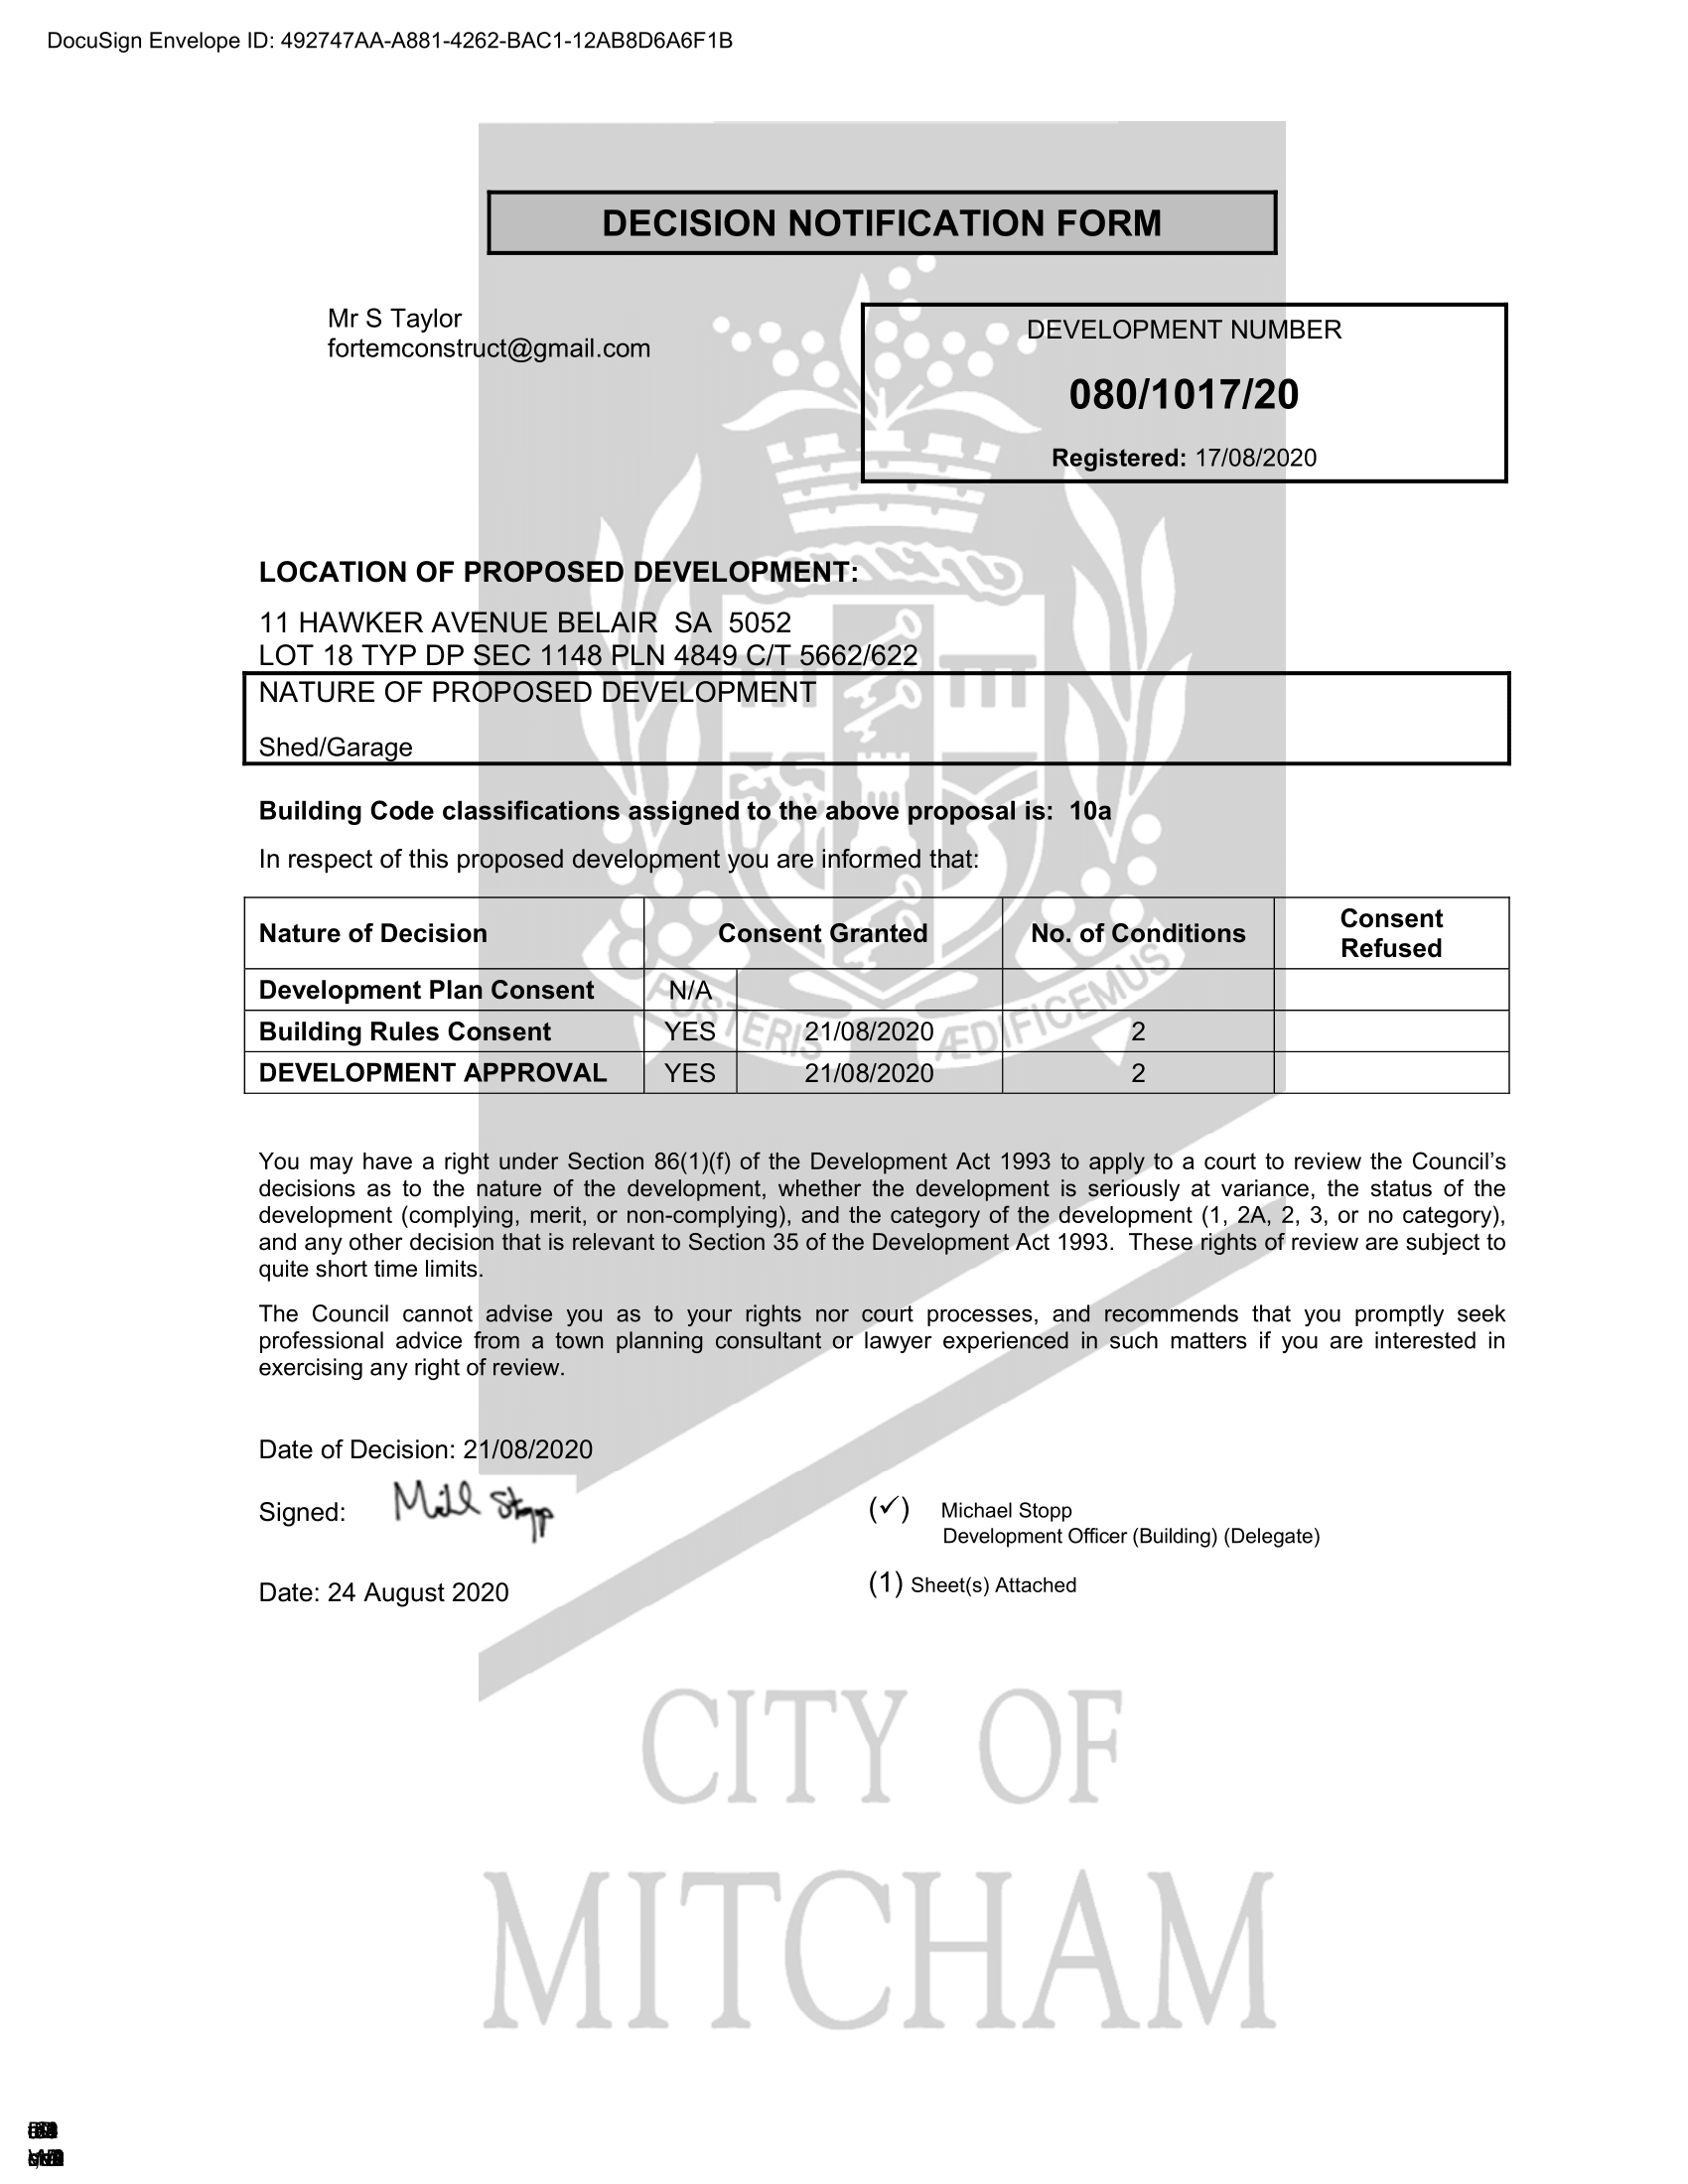 DocuSign Envelope ID: 492747AA-A881-4262-BAC1-12AB8D6A6F1B
DECISION NOTIFICATION FORM
Mr S Taylor
fortemconstruct@gmail.com
DEVELOPMENT NUMBER
080/1017/20
Registered: 17/08/2020
LOCATION OF PROPOSED DEVELOPMENT:
11 HAWKER AVENUE BELAIR  SA  5052
LOT 18 TYP DP SEC 1148 PLN 4849 C/T 5662/622
NATURE OF PROPOSED DEVELOPMENT
Shed/Garage
Building Code classifications assigned to the above proposal is:  10a
In respect of this proposed development you are informed that:
Nature of Decision Consent Granted No. of Conditions Consent Refused
Development Plan Consent N/A
Building Rules Consent YES 21/08/2020 2
DEVELOPMENT APPROVAL YES 21/08/2020 2
POSTERIS ÆDIFICEMUS
You may have a right under Section 86(1)(f) of the Development Act 1993 to apply to a court to review the Council’s
decisions as to the nature of the development, whether the development is seriously at variance, the status of the
development (complying, merit, or non-complying), and the category of the development (1, 2A, 2, 3, or no category),
and any other decision that is relevant to Section 35 of the Development Act 1993.  These rights of review are subject to
quite short time limits.
The Council cannot advise you as to your rights nor court processes, and recommends that you promptly seek
professional advice from a town planning consultant or lawyer experienced in such matters if you are interested in
exercising any right of review.
Date of Decision: 21/08/2020
Signed: Mill Stopp
(✓) Michael Stopp
Development Officer (Building) (Delegate)
Date: 24 August 2020
(1) Sheet(s) Attached
CITY OF
MITCHAM